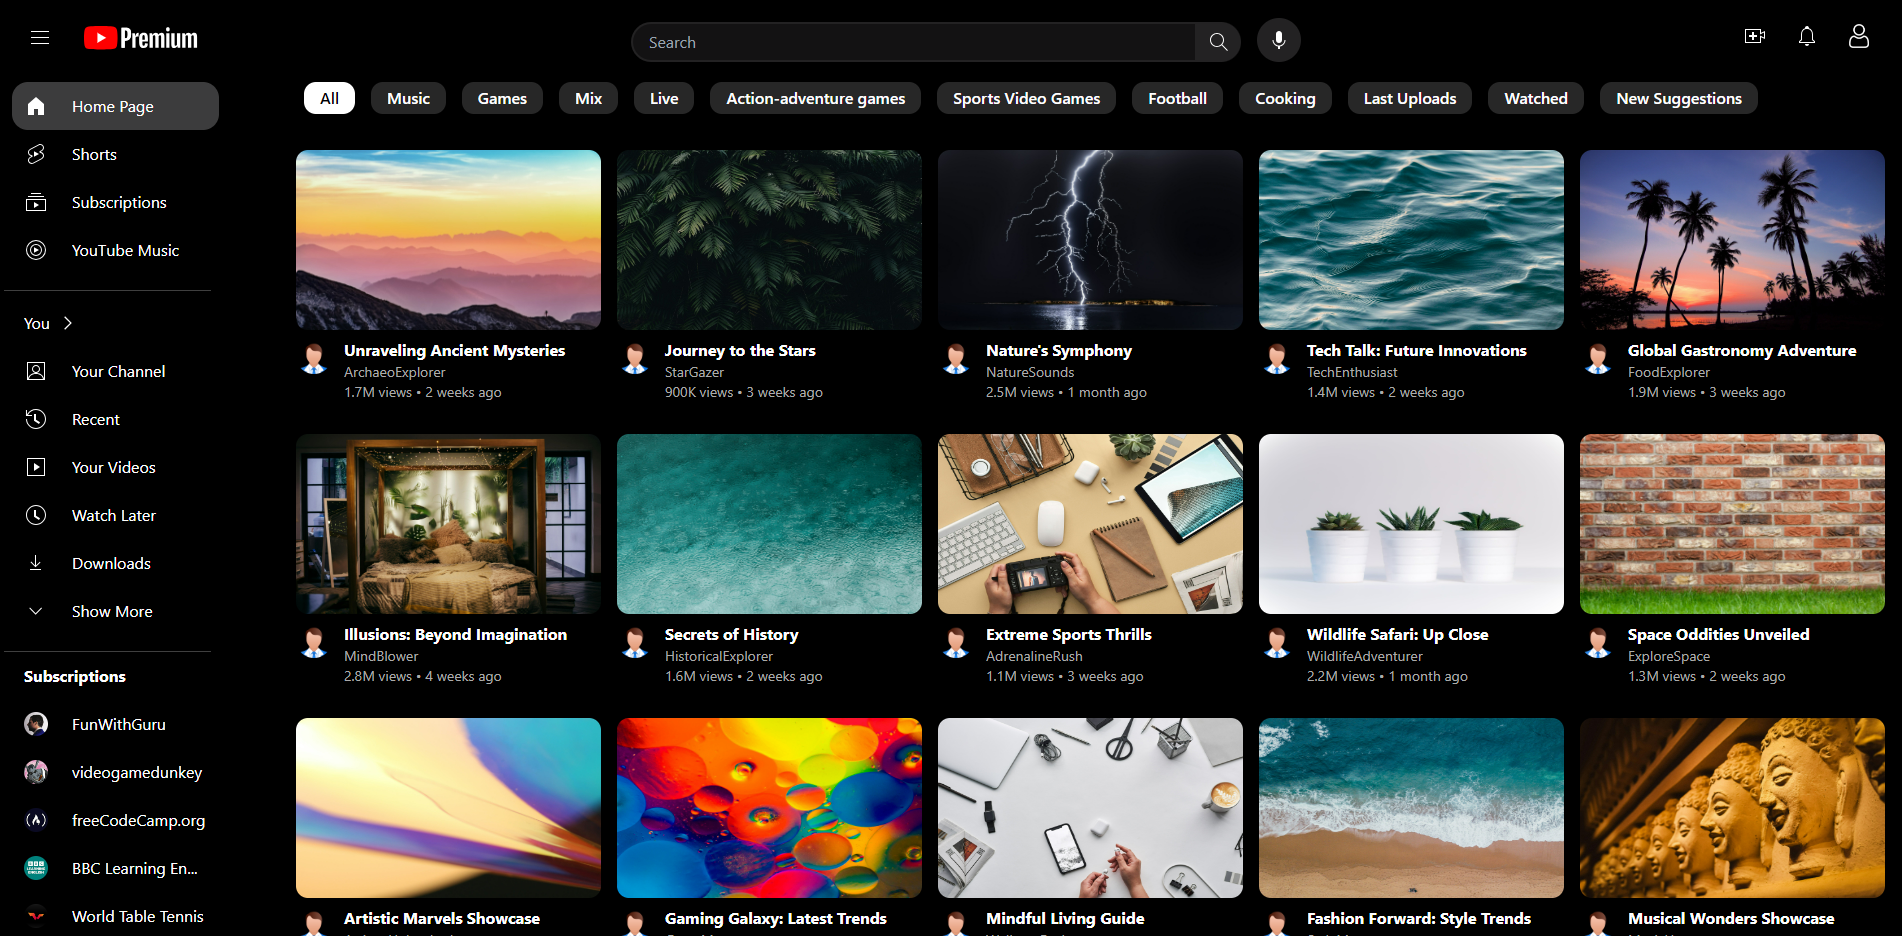 Premium
Search
Home Page
Shorts
Subscriptions
YouTube Music
You
Your Channel
Recent
Your Videos
Watch Later
Downloads
Show More
Subscriptions
FunWithGuru
videogamedunkey
freeCodeCamp.org
BBC Learning En...
World Table Tennis
All
Music
Games
Mix
Live
Action-adventure games
Sports Video Games
Football
Cooking
Last Uploads
Watched
New Suggestions
Unraveling Ancient Mysteries
ArchaeoExplorer
1.7M views • 2 weeks ago
Journey to the Stars
StarGazer
900K views • 3 weeks ago
Nature's Symphony
NatureSounds
2.5M views • 1 month ago
Tech Talk: Future Innovations
TechEnthusiast
1.4M views • 2 weeks ago
Global Gastronomy Adventure
FoodExplorer
1.9M views • 3 weeks ago
Illusions: Beyond Imagination
MindBlower
2.8M views • 4 weeks ago
Secrets of History
HistoricalExplorer
1.6M views • 2 weeks ago
Extreme Sports Thrills
AdrenalineRush
1.1M views • 3 weeks ago
Wildlife Safari: Up Close
WildlifeAdventurer
2.2M views • 1 month ago
Space Oddities Unveiled
ExploreSpace
1.3M views • 2 weeks ago
Artistic Marvels Showcase
Gaming Galaxy: Latest Trends
Mindful Living Guide
Fashion Forward: Style Trends
Musical Wonders Showcase